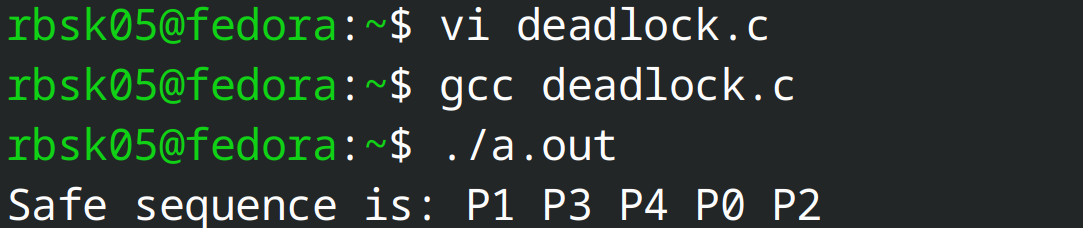 rbsk05@fedora:~$ vi deadlock.c
rbsk05@fedora:~$ gcc deadlock.c
rbsk05@fedora:~$ ./a.out
Safe sequence is: P1 P3 P4 P0 P2